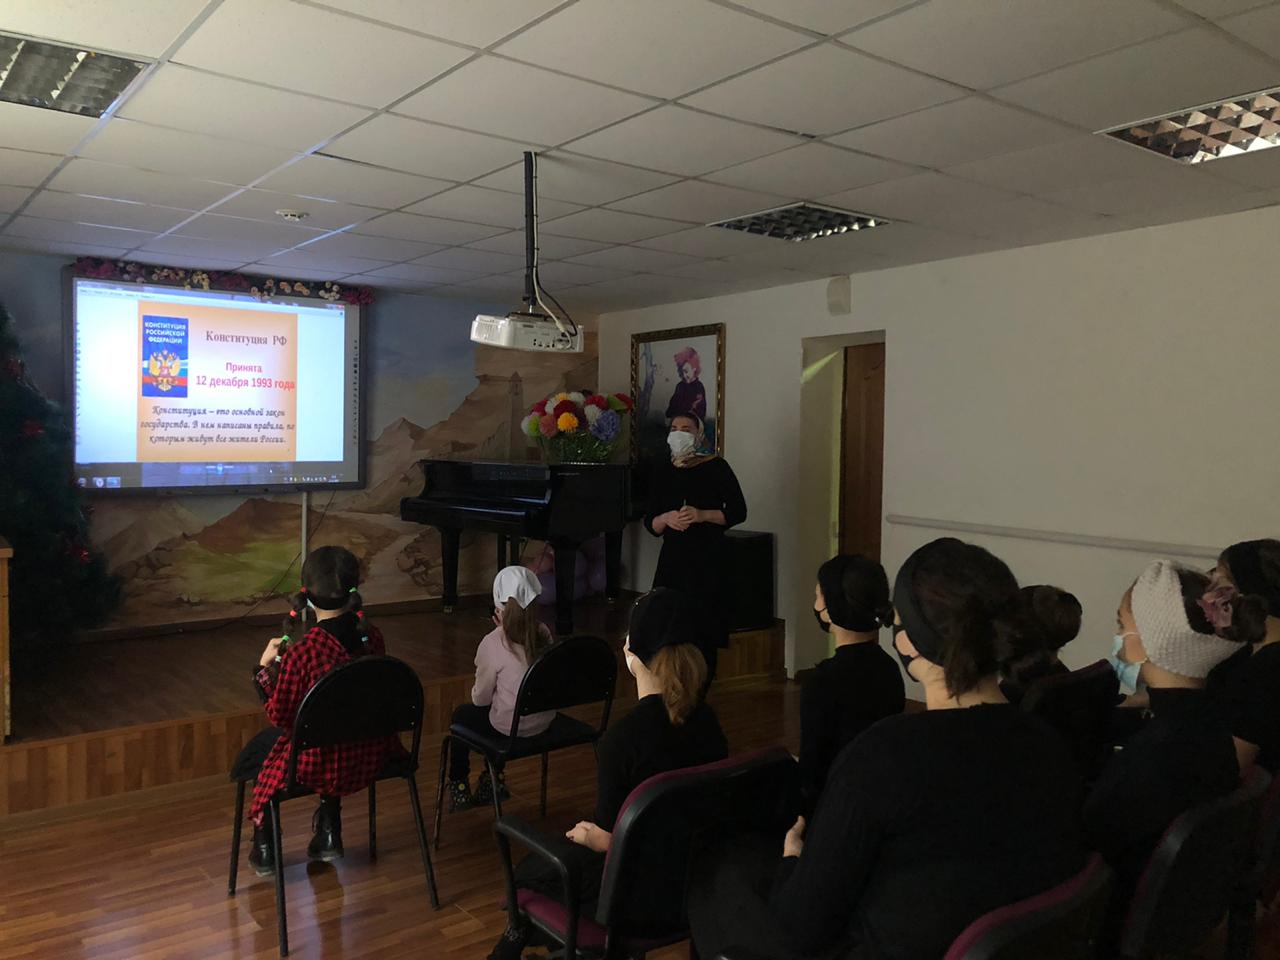 КОНСТИТУЦИЯ
РОССИЙСКОЙ
ФЕДЕРАЦИИ
Конституция РФ
Принята
12 декабря 1993 года
Конституция – это основной закон
государства. В нем написаны правила, по
которым живут все жители России.